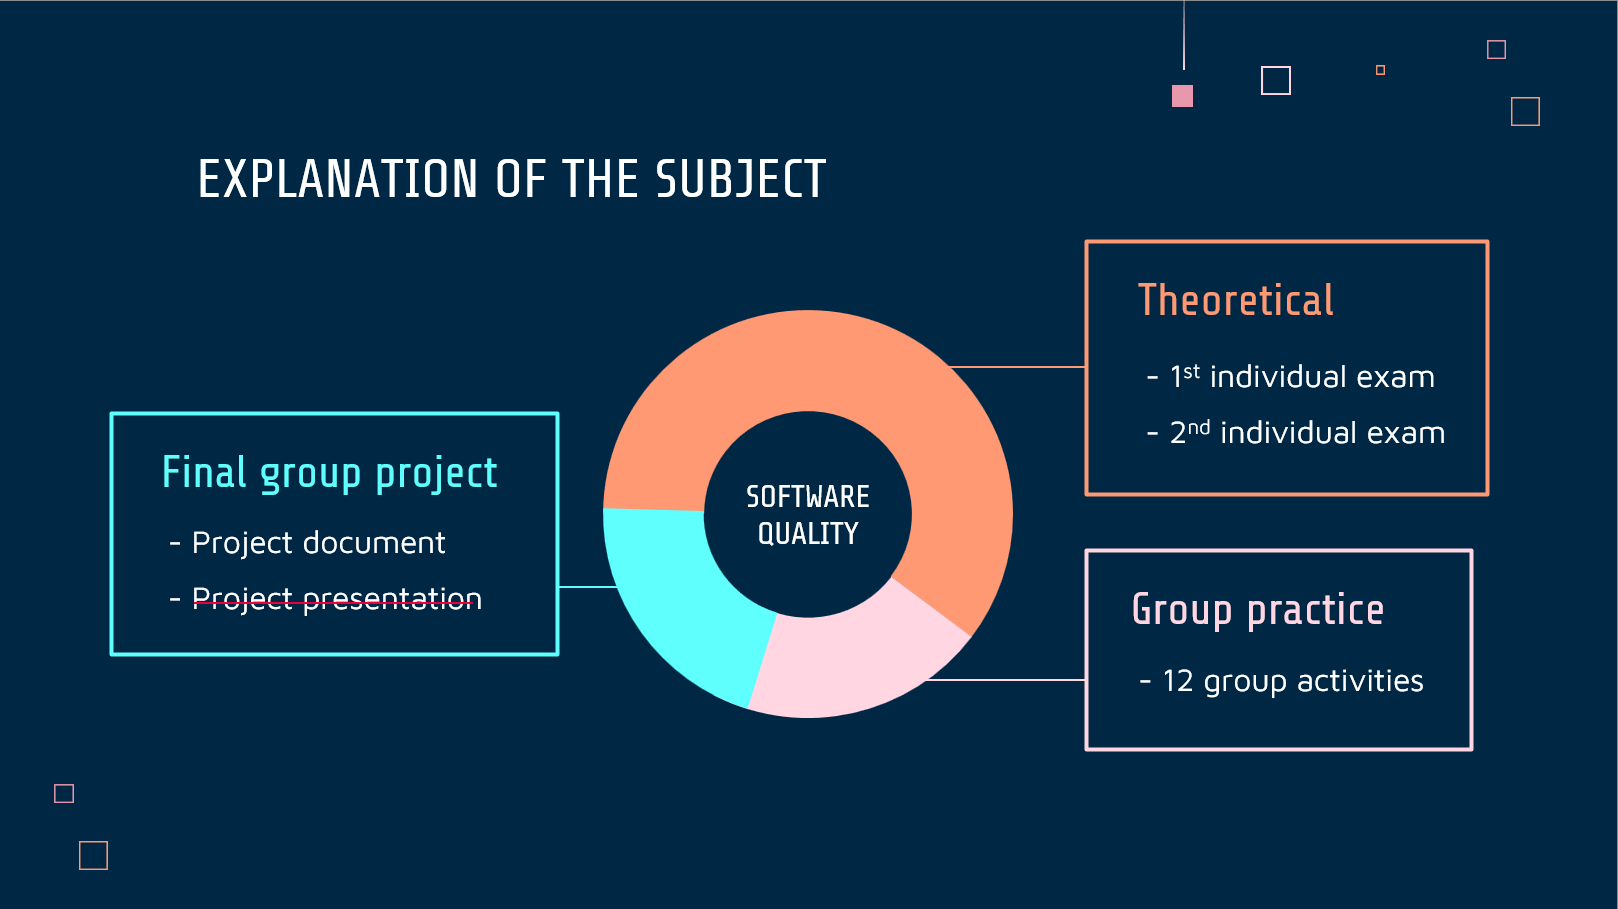 EXPLANATION OF THE SUBJECT
Theoretical
- 1st individual exam
- 2nd individual exam
Final group project
- Project document
- Project presentation
SOFTWARE
QUALITY
Group practice
- 12 group activities